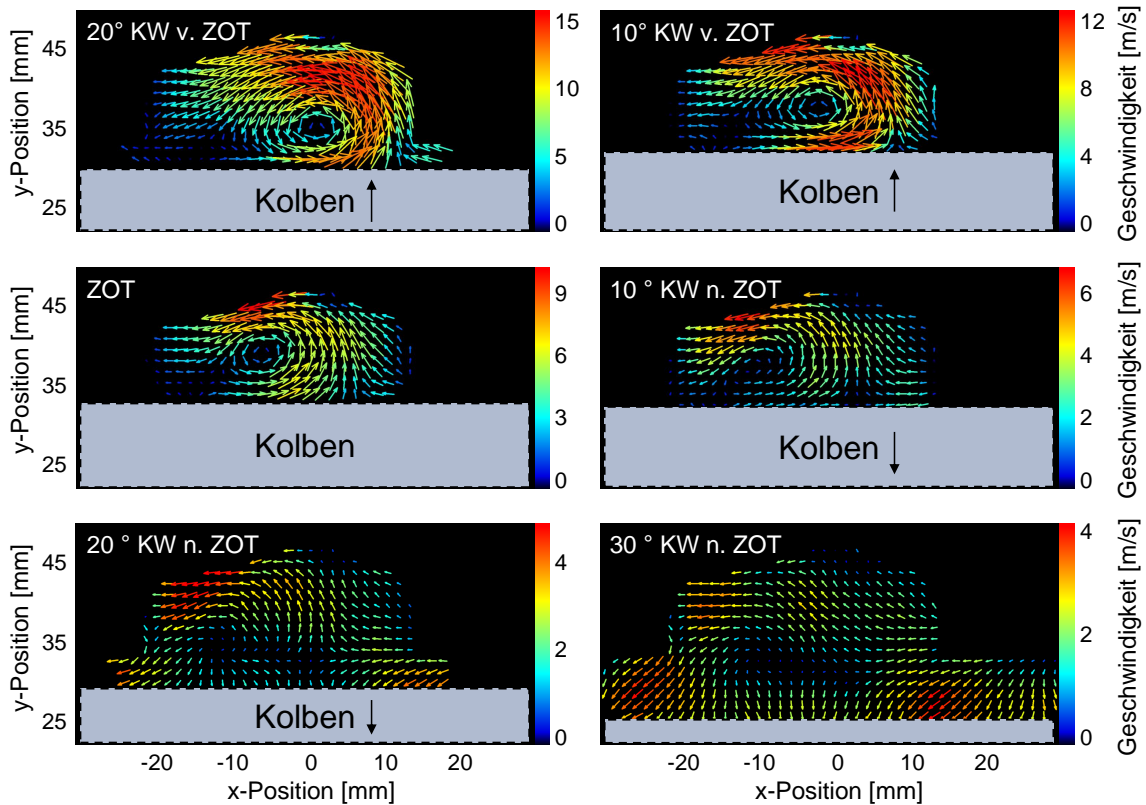 20° KW v. ZOT
45
35
25
y-Position [mm]
Kolben
15
10
5
0
10° KW v. ZOT
Kolben
12
8
4
0
Geschwindigkeit [m/s]
ZOT
45
35
25
y-Position [mm]
Kolben
9
6
3
0
10 ° KW n. ZOT
Kolben
6
4
2
0
Geschwindigkeit [m/s]
20 ° KW n. ZOT
45
35
25
y-Position [mm]
Kolben
4
2
0
-20 -10 0 10 20
x-Position [mm]
30 ° KW n. ZOT
4
2
0
Geschwindigkeit [m/s]
-20 -10 0 10 20
x-Position [mm]